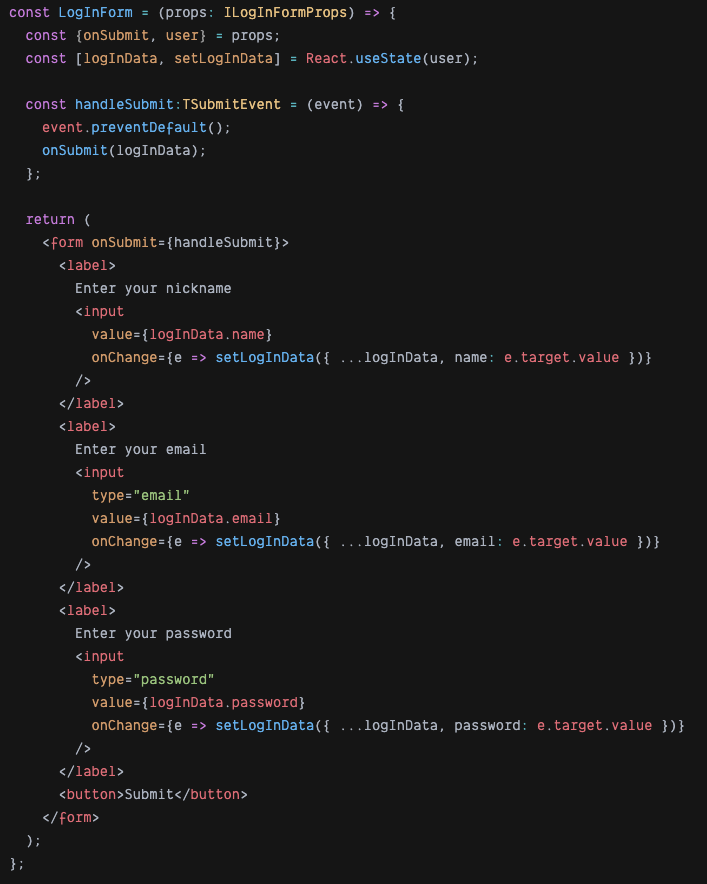 const LogInForm = (props: ILogInFormProps) => {
  const {onSubmit, user} = props;
  const [logInData, setLogInData] = React.useState(user);

  const handleSubmit:TSubmitEvent = (event) => {
    event.preventDefault();
    onSubmit(logInData);
  };

  return (
    <form onSubmit={handleSubmit}>
      <label>
        Enter your nickname
        <input
          value={logInData.name}
          onChange={e => setLogInData({ ...logInData, name: e.target.value })}
        />
      </label>
      <label>
        Enter your email
        <input
          type="email"
          value={logInData.email}
          onChange={e => setLogInData({ ...logInData, email: e.target.value })}
        />
      </label>
      <label>
        Enter your password
        <input
          type="password"
          value={logInData.password}
          onChange={e => setLogInData({ ...logInData, password: e.target.value })}
        />
      </label>
      <button>Submit</button>
    </form>
  );
};